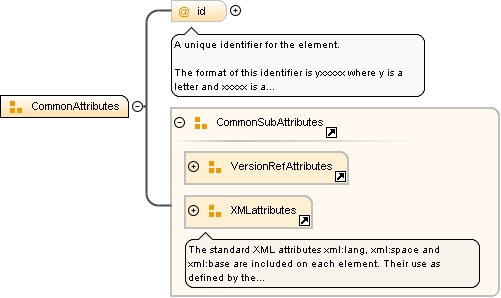 @ id
A unique identifier for the element.
The format of this identifier is yxxxxx where y is a
letter and xxxxx is a...
CommonAttributes
CommonSubAttributes
VersionRefAttributes
XMLattributes
The standard XML attributes xml:lang, xml:space and
xml:base are included on each element. Their use as
defined by the...